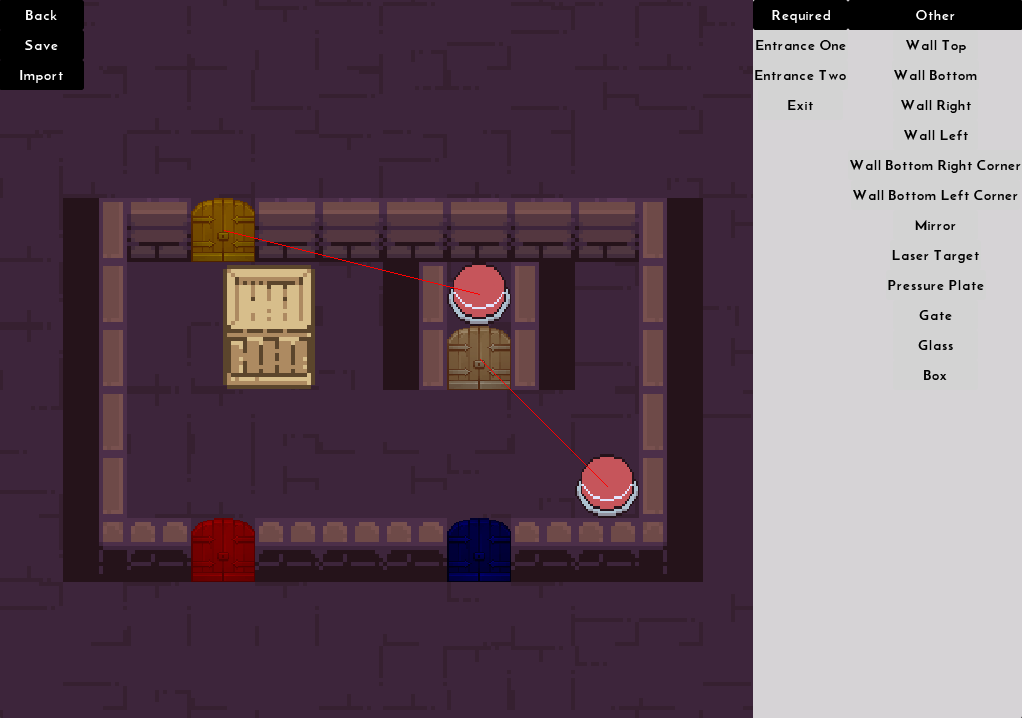 Back
Save
Import
Required
Entrance One
Entrance Two
Exit
Other
Wall Top
Wall Bottom
Wall Right
Wall Left
Wall Bottom Right Corner
Wall Bottom Left Corner
Mirror
Laser Target
Pressure Plate
Gate
Glass
Box